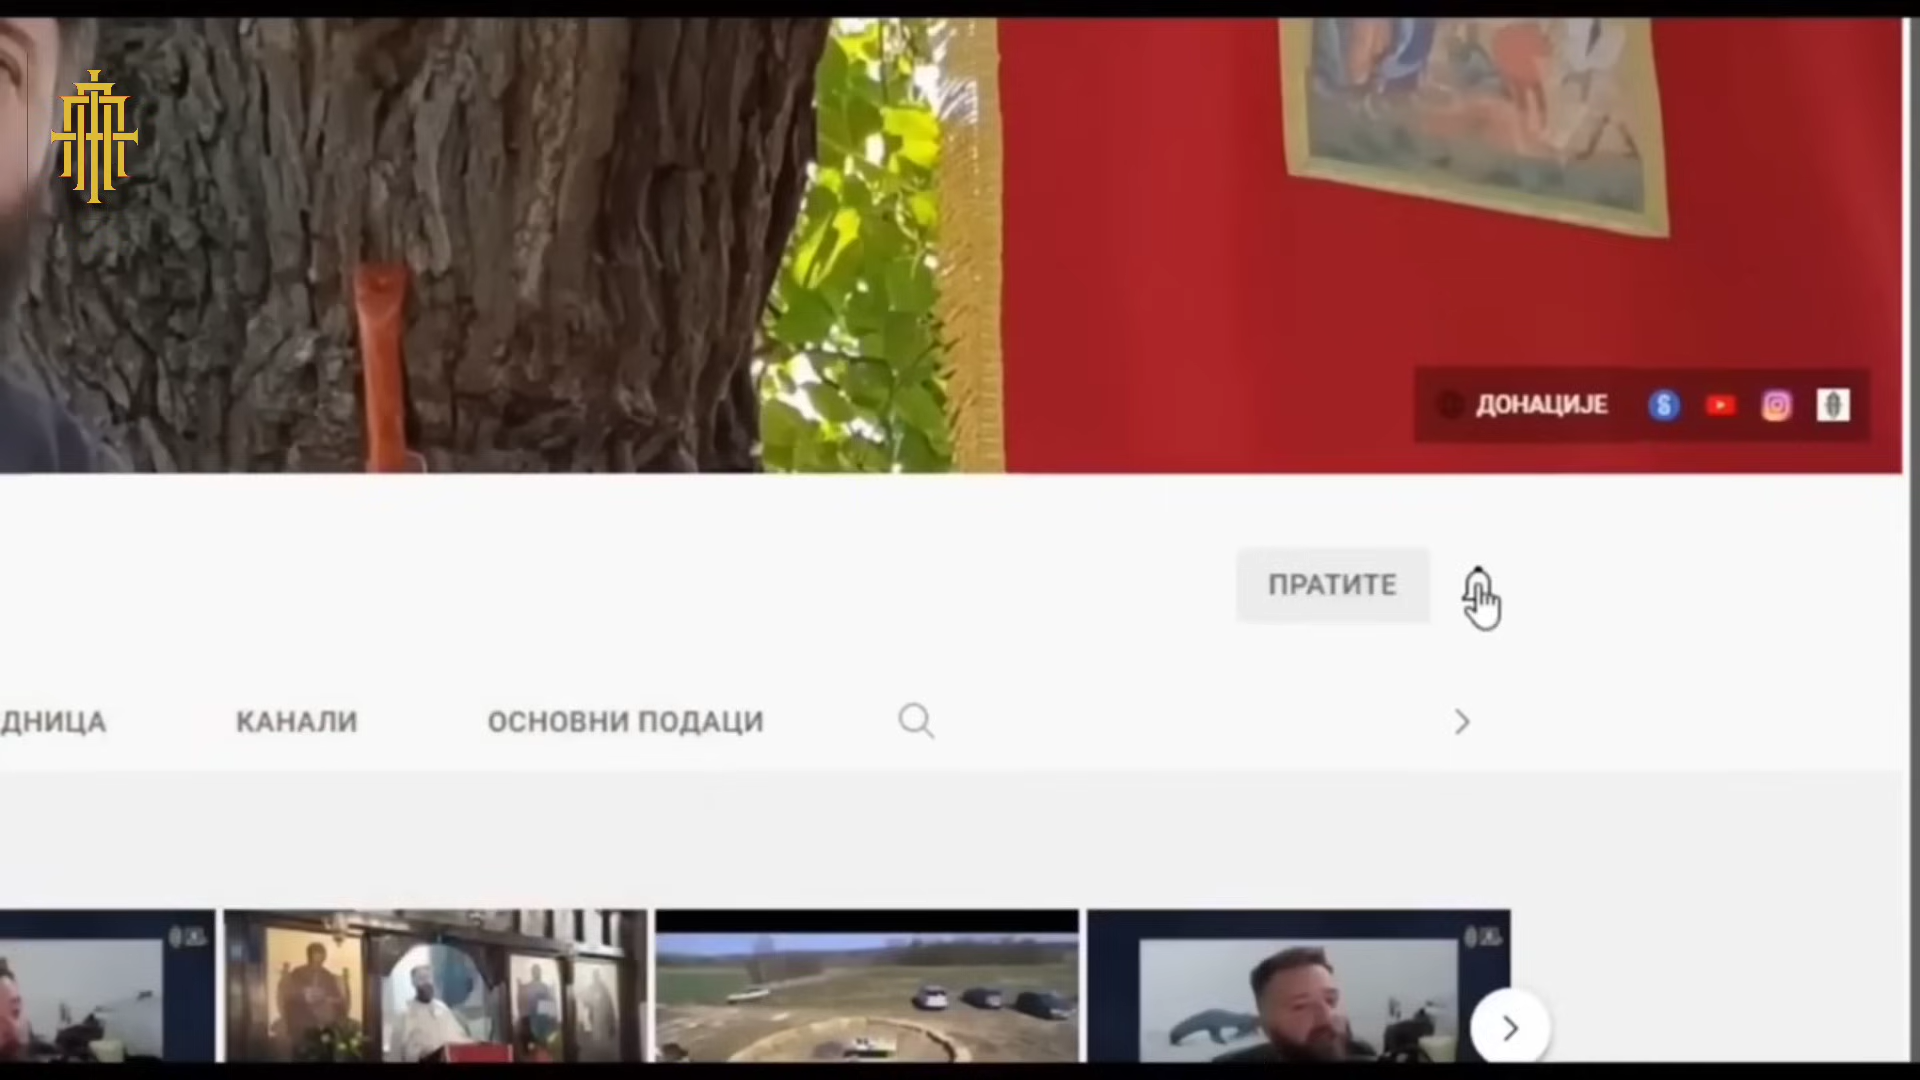 ДОНАЦИЈЕ
ПРАТИТЕ
ДНИЦА КАНАЛИ ОСНОВНИ ПОДАЦИ